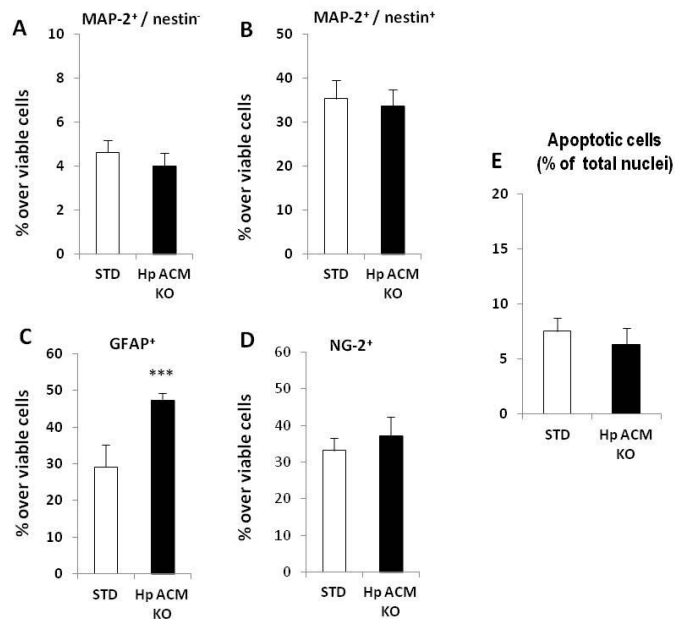 A
MAP-2⁺ / nestin⁻
% over viable cells
10
8
6
4
2
0
STD
Hp ACM
KO
B
MAP-2⁺ / nestin⁺
% over viable cells
50
40
30
20
10
0
STD
Hp ACM
KO
E
Apoptotic cells
(% of total nuclei)
20
15
10
5
0
STD
Hp ACM
KO
C
GFAP⁺
% over viable cells
60
50
40
30
20
10
0
***
STD
Hp ACM
KO
D
NG-2⁺
% over viable cells
60
50
40
30
20
10
0
STD
Hp ACM
KO